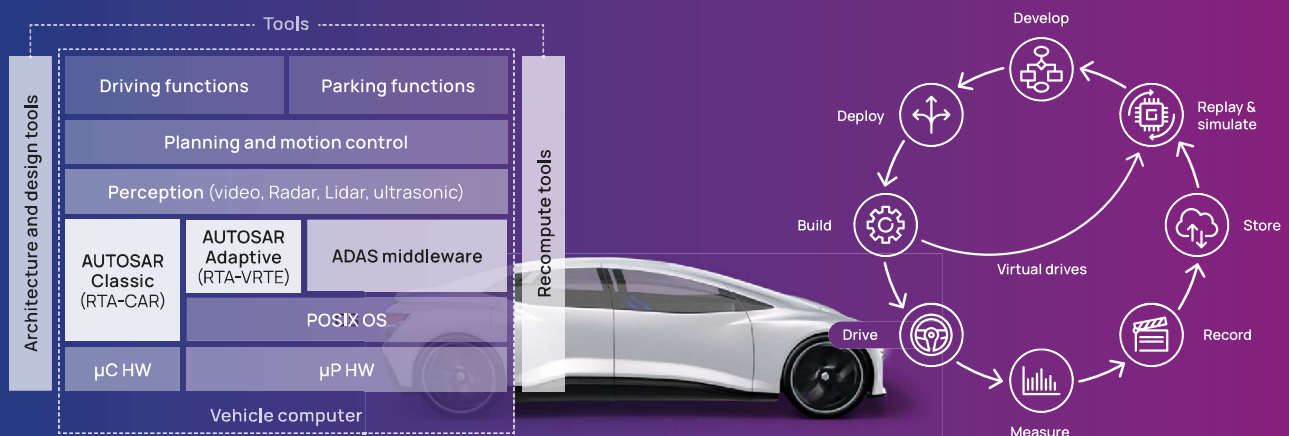 Tools
Architecture and design tools
Driving functions
Parking functions
Planning and motion control
Perception (video, Radar, Lidar, ultrasonic)
AUTOSAR
Classic
(RTA-CAR)
AUTOSAR
Adaptive
(RTA-VRTE)
ADAS middleware
POSIX OS
µC HW
µP HW
Vehicle computer
Recompute tools
Develop
Deploy
Replay &
simulate
Build
Store
Virtual drives
Drive
Record
Measure